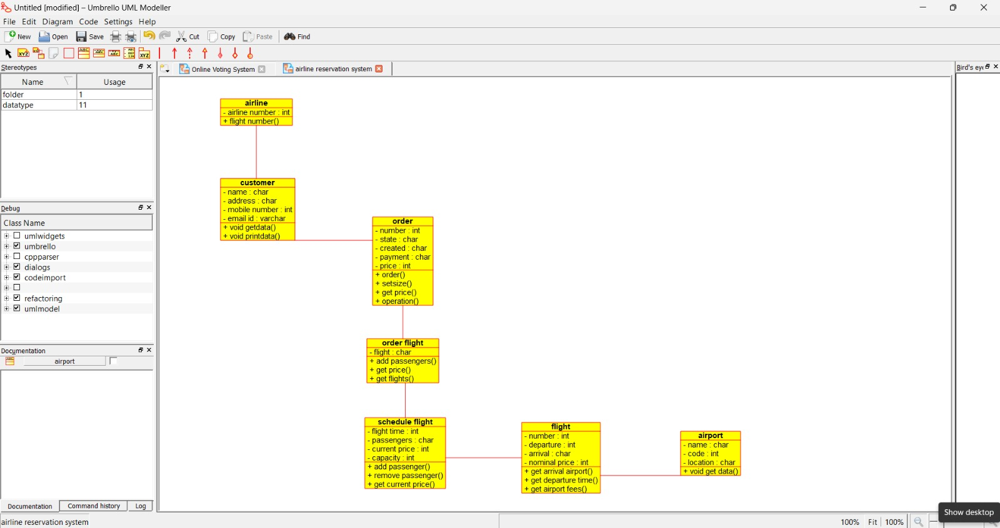 Untitled [modified] – Umbrello UML Modeller
File Edit Diagram Code Settings Help
New Open Save Cut Copy Paste Find
Stereotypes
Name Usage
folder 1
datatype 11
Debug
Class Name
umlwidgets
umbrello
cppparser
dialogs
codeimport
refactoring
umlmodel
Documentation
airport
Documentation Command history Log
airline reservation system
Online Voting System airline reservation system
airline
- airline number : int
+ flight number()
customer
- name : char
- address : char
- mobile number : int
- email id : varchar
+ void getdata()
+ void printdata()
order
- number : int
- state : char
- created : char
- payment : char
- price : int
+ order()
+ setsize()
+ get price()
+ operation()
order flight
- flight : char
+ add passengers()
+ get price()
+ get flights()
schedule flight
- flight time : int
- passengers : char
- current price : int
- capacity : int
+ add passenger()
+ remove passenger()
+ get current price()
flight
- number : int
- departure : int
- arrival : char
- nominal price : int
+ get arrival airport()
+ get departure time()
+ get airport fees()
airport
- name : char
- code : int
- location : char
+ void get data()
Bird's eye
Show desktop
100% Fit 100%